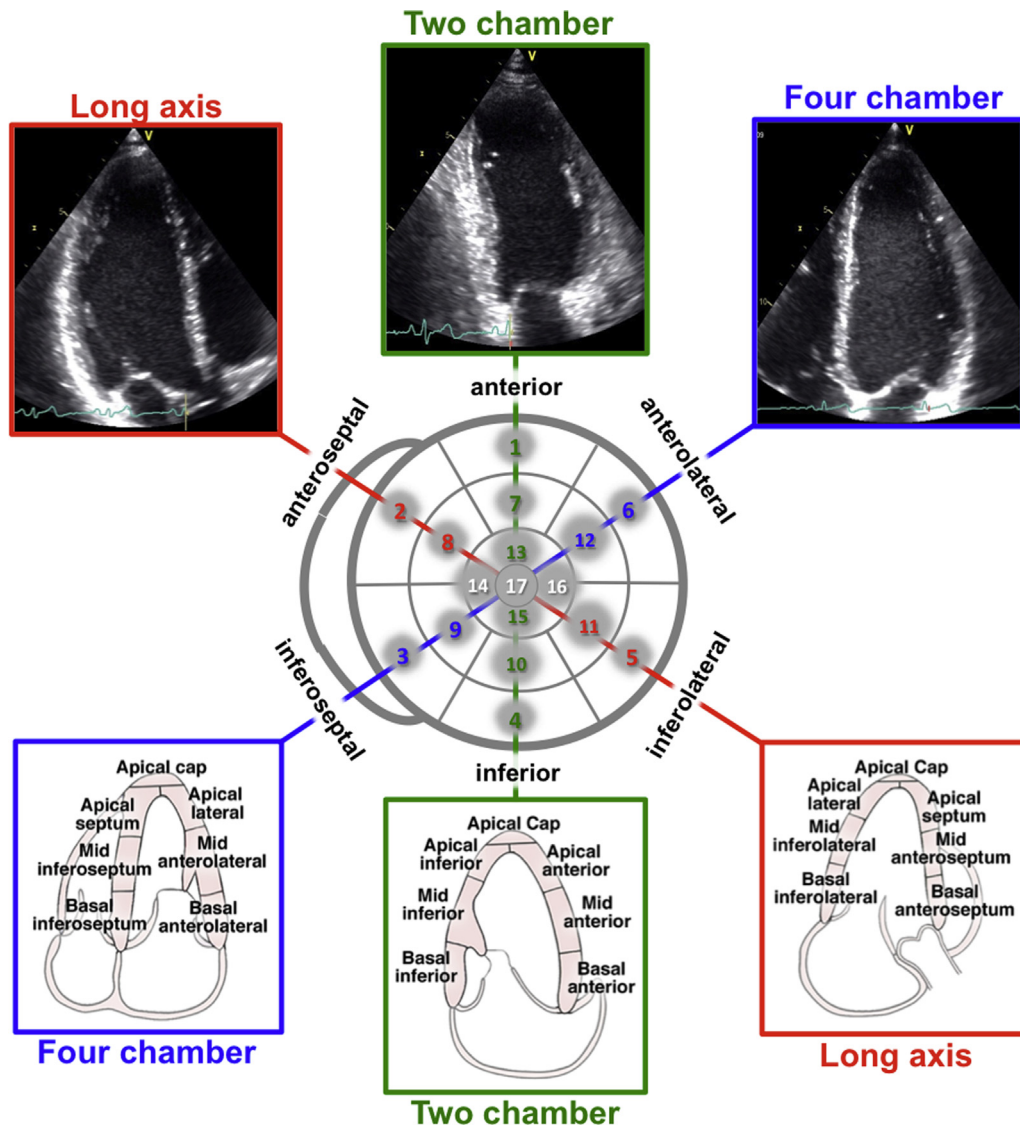 Two chamber
Long axis
Four chamber
V
V
V
5
5
5
10
anterior
anteroseptal
anterolateral
1
2
7
6
8
12
13
14
17
16
15
9
11
3
10
5
4
inferoseptal
inferolateral
inferior
Apical cap
Apical
septum
Apical
lateral
Mid
inferoseptum
Mid
anterolateral
Basal
inferoseptum
Basal
anterolateral
Four chamber
Apical Cap
Apical
inferior
Apical
anterior
Mid
inferior
Mid
anterior
Basal
inferior
Basal
anterior
Two chamber
Apical Cap
Apical
lateral
Apical
septum
Mid
inferolateral
Mid
anteroseptum
Basal
inferolateral
Basal
anteroseptum
Long axis